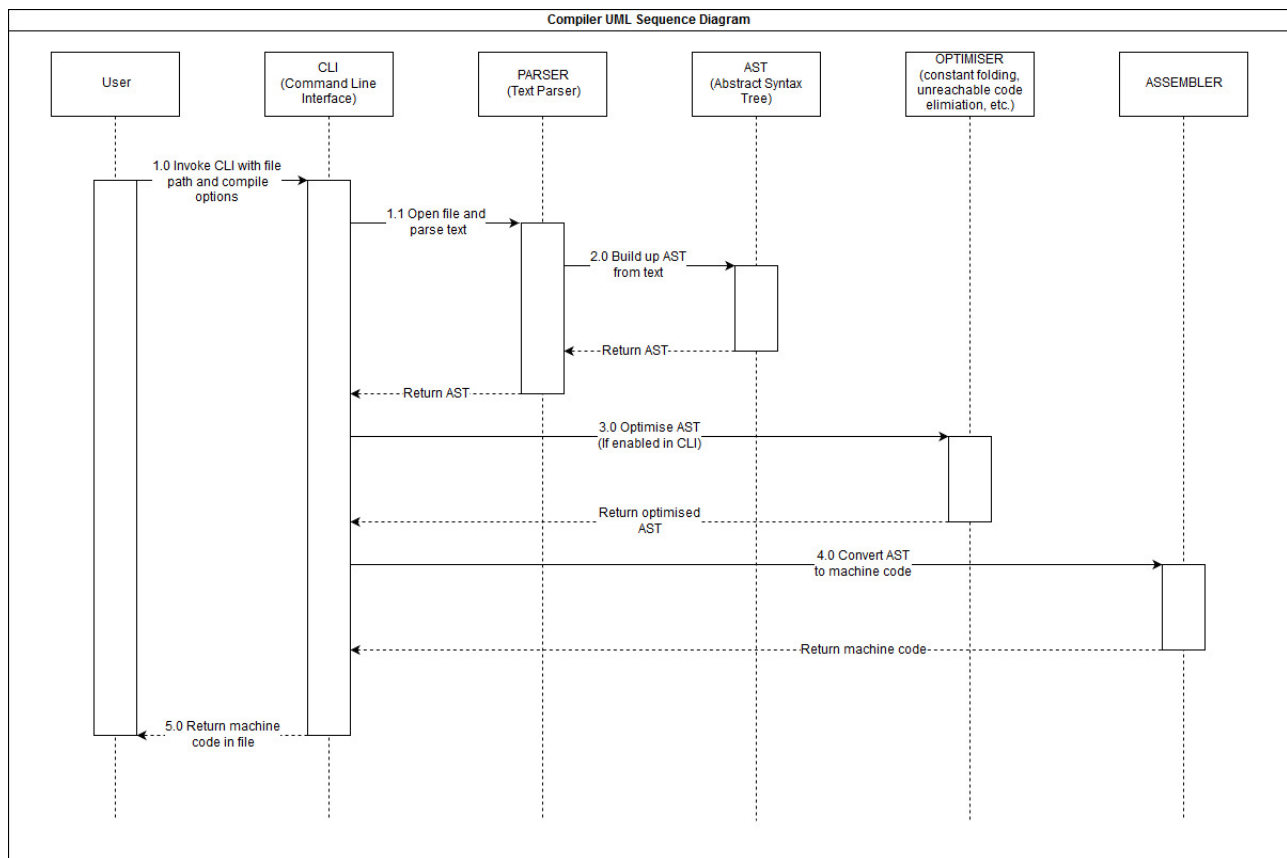 Compiler UML Sequence Diagram
User
CLI
(Command Line
Interface)
PARSER
(Text Parser)
AST
(Abstract Syntax
Tree)
OPTIMISER
(constant folding,
unreachable code
elimiation, etc.)
ASSEMBLER
1.0 Invoke CLI with file
path and compile
options
1.1 Open file and
parse text
2.0 Build up AST
from text
Return AST
Return AST
3.0 Optimise AST
(If enabled in CLI)
Return optimised
AST
4.0 Convert AST
to machine code
Return machine code
5.0 Return machine
code in file